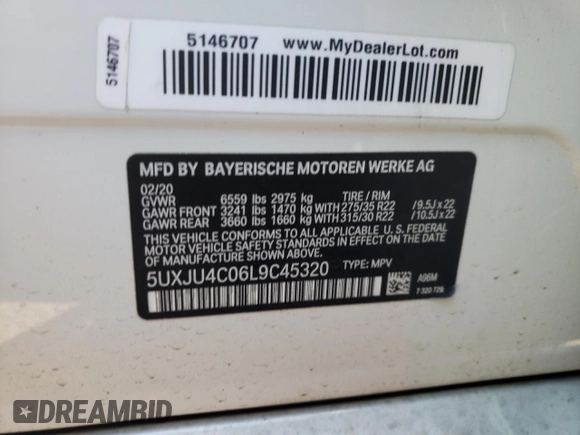 5146707
5146707 www.MyDealerLot.com
MFD BY BAYERISCHE MOTOREN WERKE AG
02/20
GVWR 6559 lbs 2975 kg TIRE / RIM
GAWR FRONT 3241 lbs 1470 kg WITH 275/35 R22 / 9.5J x 22
GAWR REAR 3660 lbs 1660 kg WITH 315/30 R22 / 10.5J x 22
THIS VEHICLE CONFORMS TO ALL APPLICABLE U. S. FEDERAL
MOTOR VEHICLE SAFETY STANDARDS IN EFFECT ON THE
DATE OF MANUFACTURE SHOWN ABOVE.
5UXJU4C06L9C45320 TYPE: MPV
A96M
7 320 726
DREAMBID